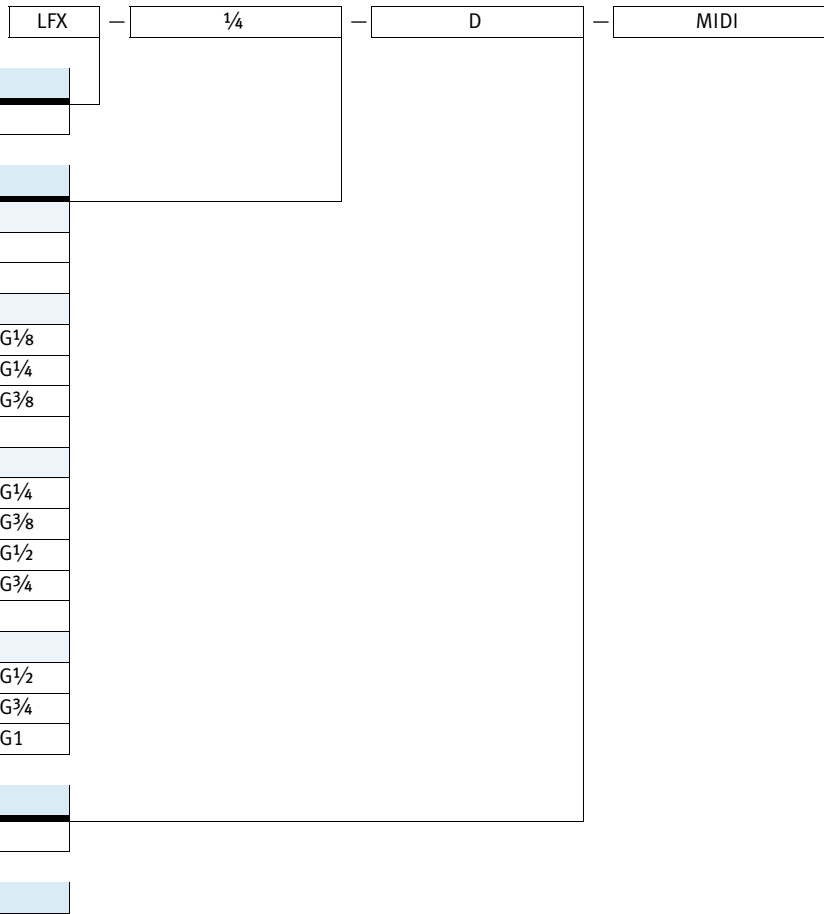 LFX — ¼ — D — MIDI
G⅛
G¼
G⅜
G¼
G⅜
G½
G¾
G½
G¾
G1